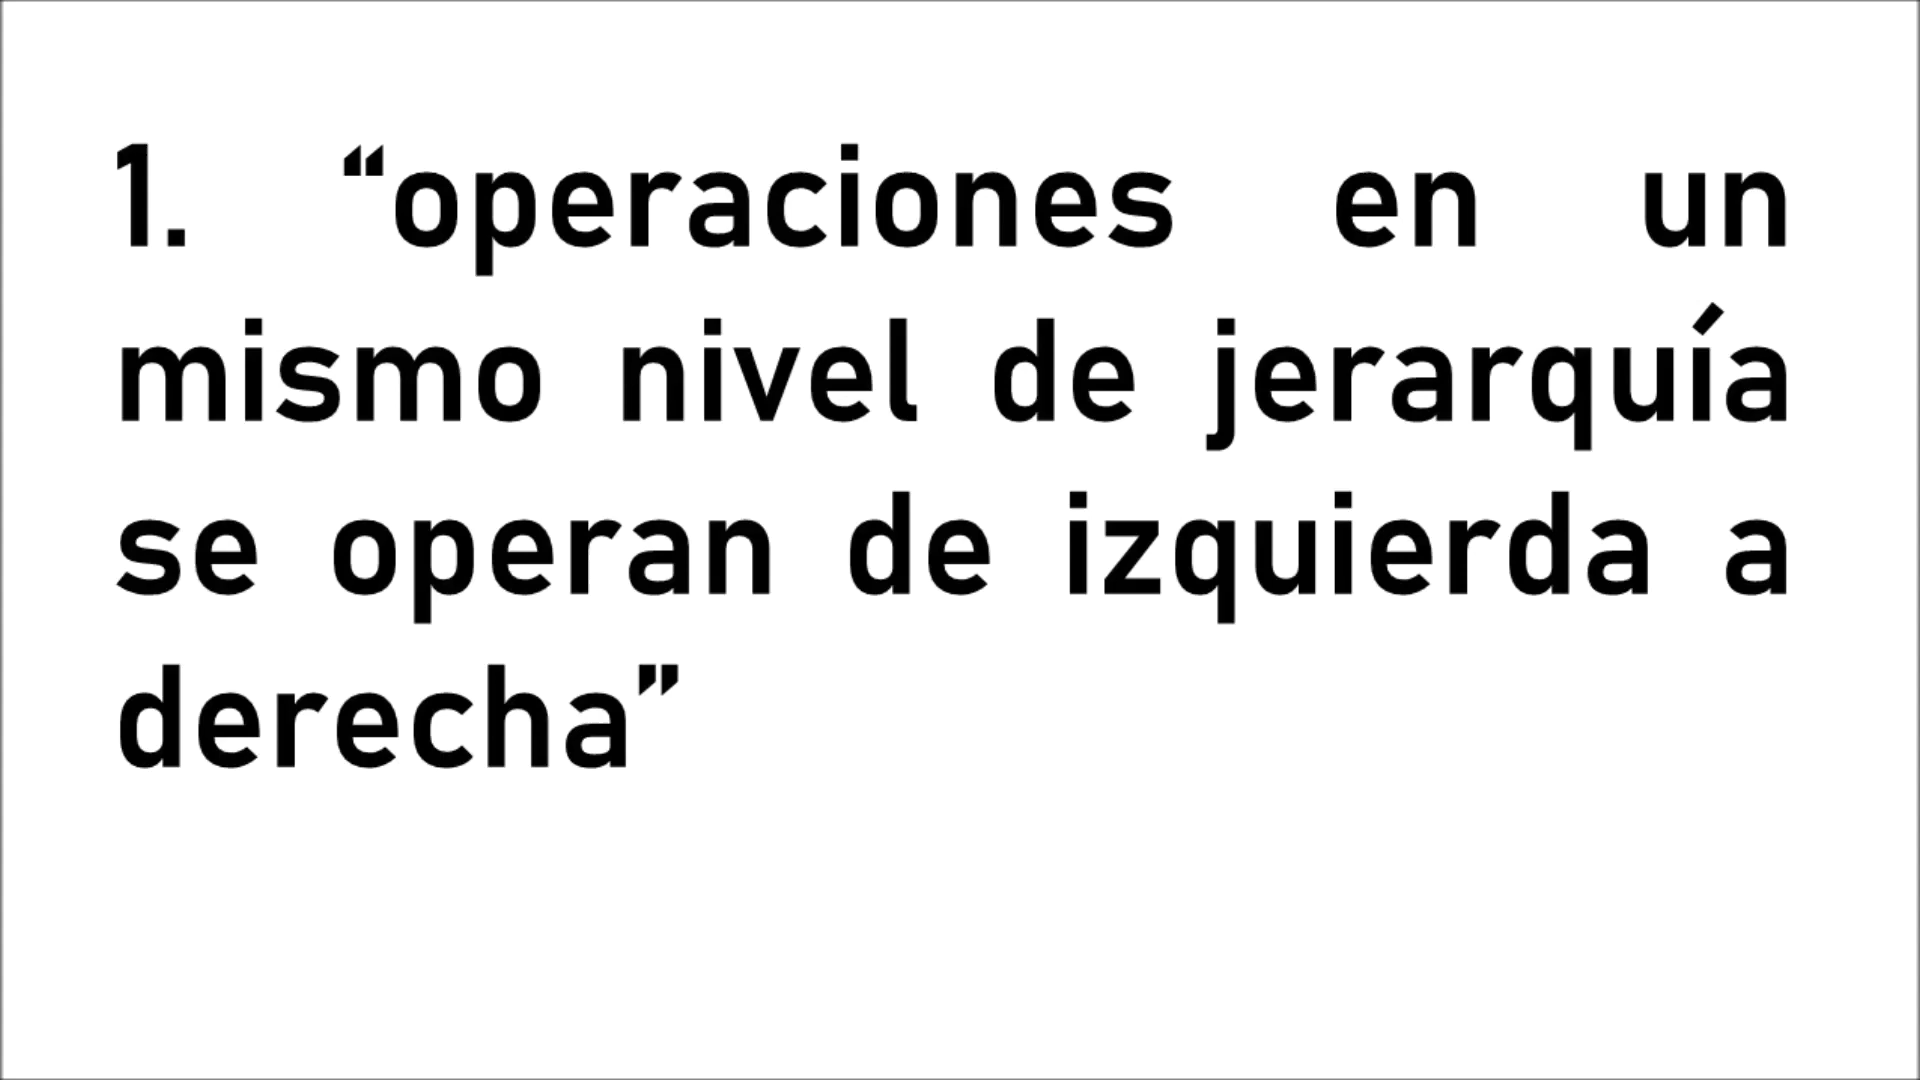 1. “operaciones en un
mismo nivel de jerarquía
se operan de izquierda a
derecha”